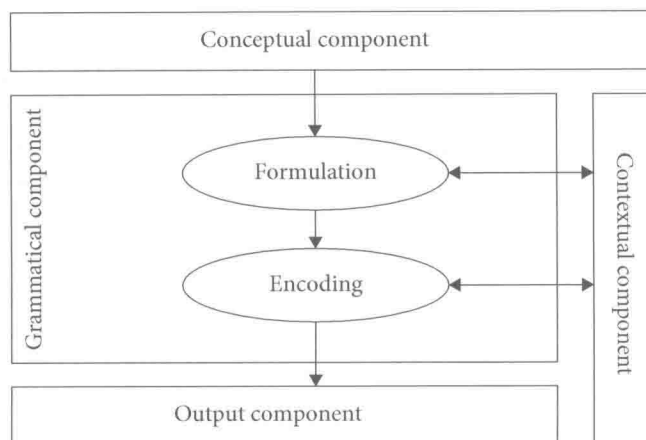 Conceptual component
Grammatical component
Formulation
Contextual component
Encoding
Output component